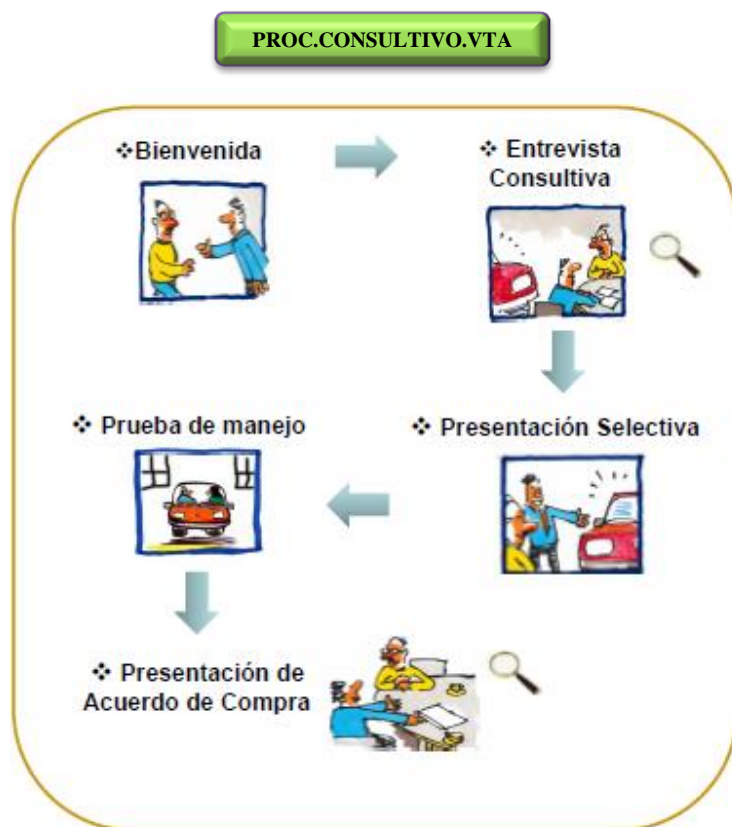 PROC.CONSULTIVO.VTA
❖Bienvenida
❖ Entrevista
Consultiva
❖ Presentación Selectiva
❖ Prueba de manejo
❖ Presentación de
Acuerdo de Compra